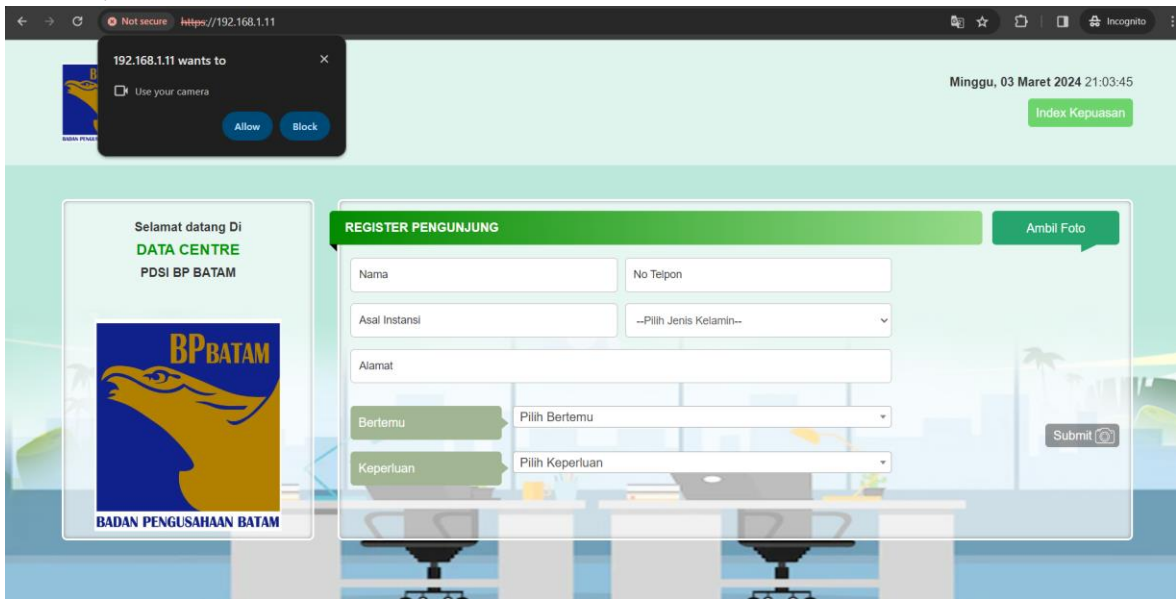 Not secure https://192.168.1.11
Incognito
192.168.1.11 wants to
Use your camera
Allow Block
Minggu, 03 Maret 2024 21:03:45
Index Kepuasan
Selamat datang Di
DATA CENTRE
PDSI BP BATAM
BPBATAM
BADAN PENGUSAHAAN BATAM
REGISTER PENGUNJUNG
Ambil Foto
Nama
No Telpon
Asal Instansi
--Pilih Jenis Kelamin--
Alamat
Bertemu
Pilih Bertemu
Keperluan
Pilih Keperluan
Submit